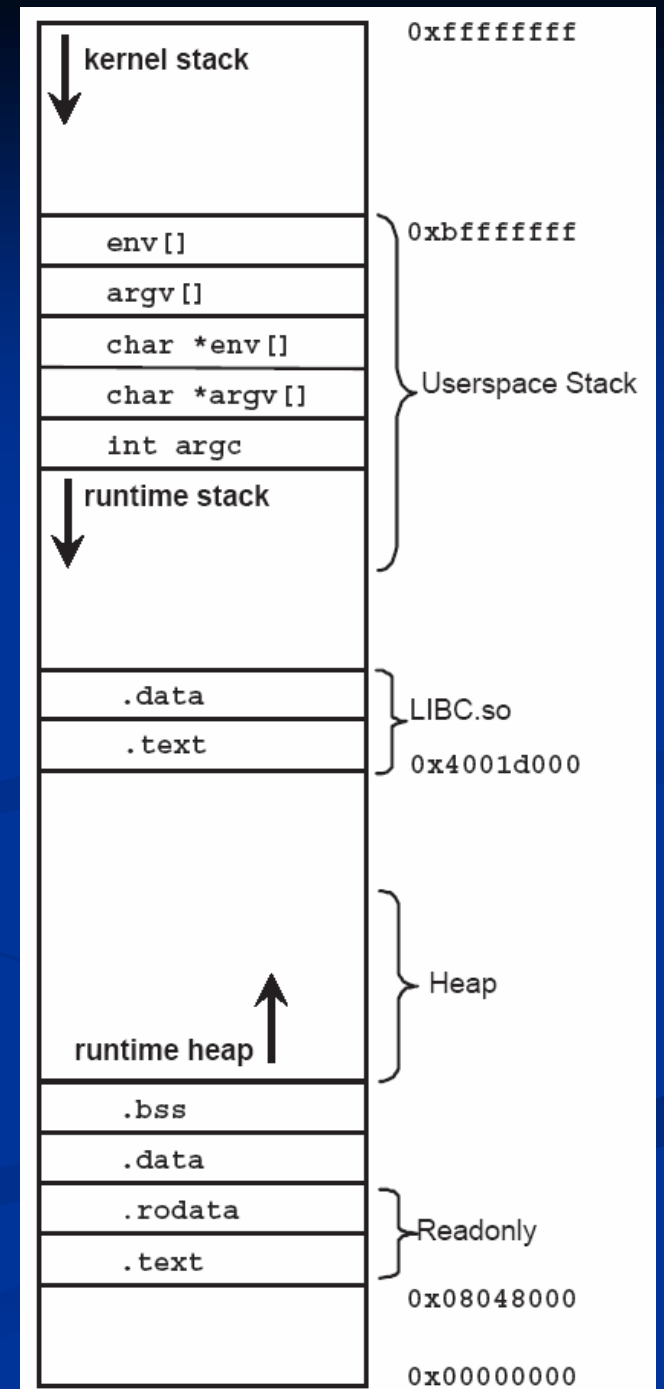 0xffffffff
kernel stack
0xbfffffff
env[]
argv[]
char *env[]
char *argv[]
Userspace Stack
int argc
runtime stack
.data
LIBC.so
.text
0x4001d000
Heap
runtime heap
.bss
.data
.rodata
Readonly
.text
0x08048000
0x00000000